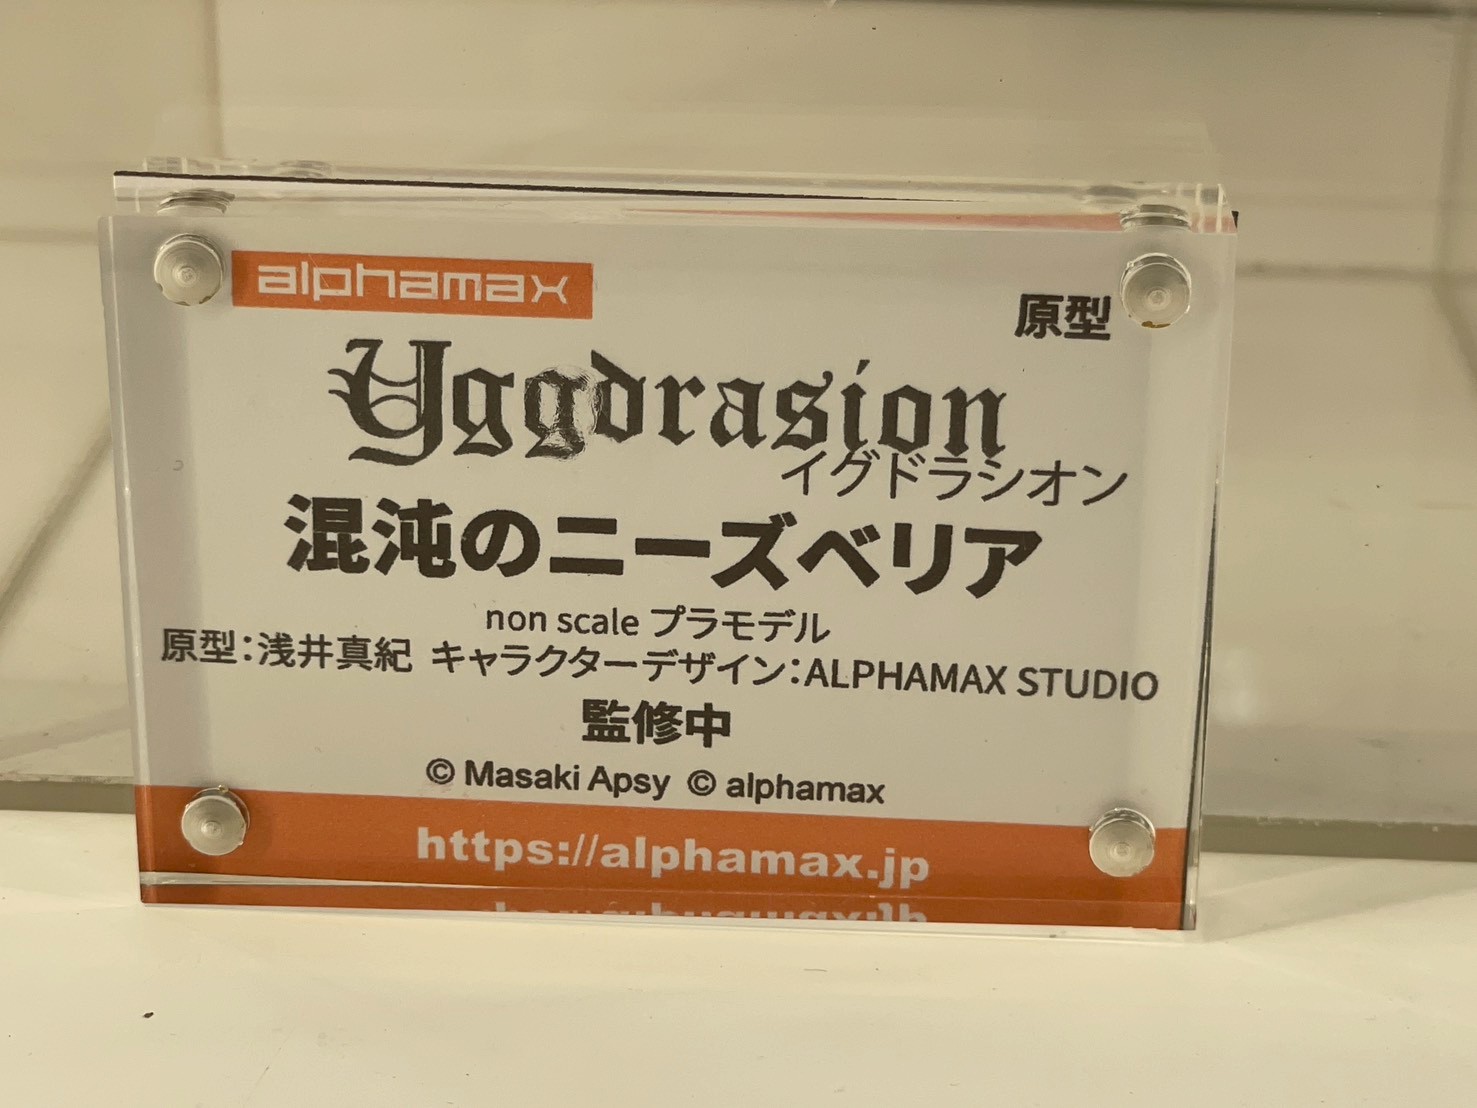 alphamax
原型
Yggdrasion
イグドラシオン
混沌のニーズベリア
non scale プラモデル
原型：浅井真紀 キャラクターデザイン：ALPHAMAX STUDIO
監修中
© Masaki Apsy © alphamax
https://alphamax.jp